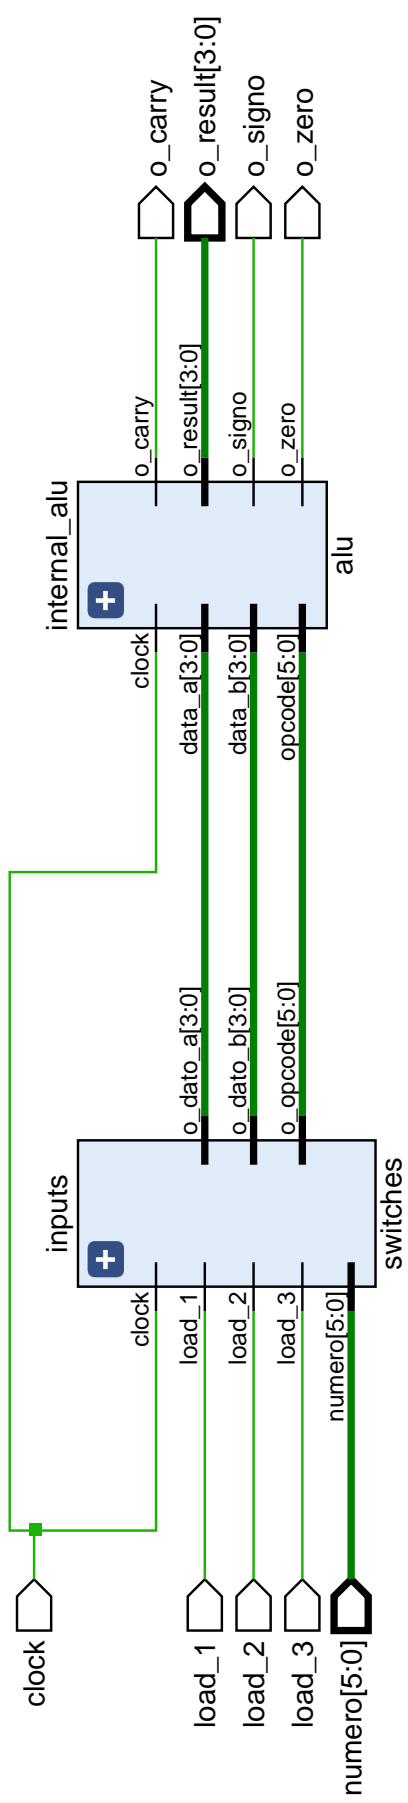 clock
load_1
load_2
load_3
numero[5:0]
inputs
clock
load_1
load_2
load_3
numero[5:0]
o_dato_a[3:0]
o_dato_b[3:0]
o_opcode[5:0]
switches
internal_alu
clock
data_a[3:0]
data_b[3:0]
opcode[5:0]
o_carry
o_result[3:0]
o_signo
o_zero
alu
o_carry
o_result[3:0]
o_signo
o_zero